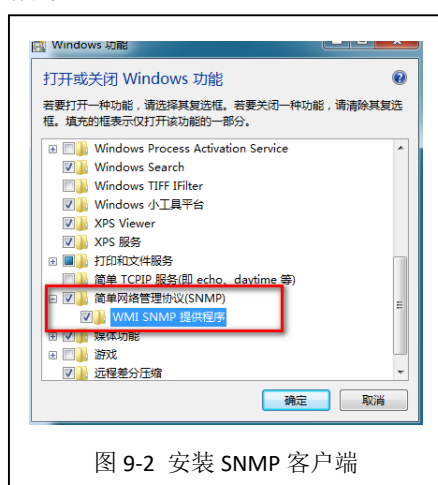 Windows 功能
打开或关闭 Windows 功能
若要打开一种功能，请选择其复选框。若要关闭一种功能，请清除其复选
框。填充的框表示仅打开该功能的一部分。
Windows Process Activation Service
Windows Search
Windows TIFF IFilter
Windows 小工具平台
XPS Viewer
XPS 服务
打印和文件服务
简单 TCPIP 服务(即 echo、daytime 等)
简单网络管理协议(SNMP)
WMI SNMP 提供程序
媒体功能
游戏
远程差分压缩
确定
取消
图 9-2 安装 SNMP 客户端